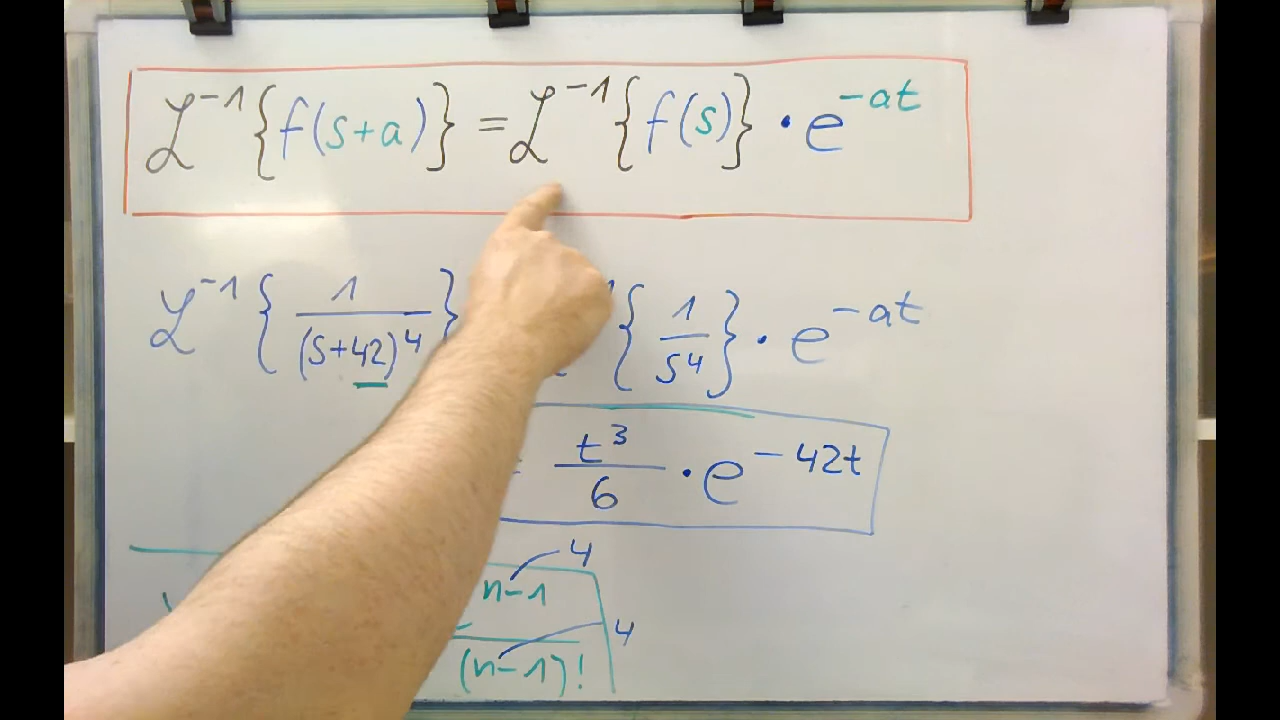 ℒ⁻¹{f(s+a)} = ℒ⁻¹{f(s)} · e^(-at)
ℒ⁻¹{1/(s+42)⁴} {1/s⁴} · e^(-at)
t³/6 · e^(-42t)
4
n-1
4
(n-1)!